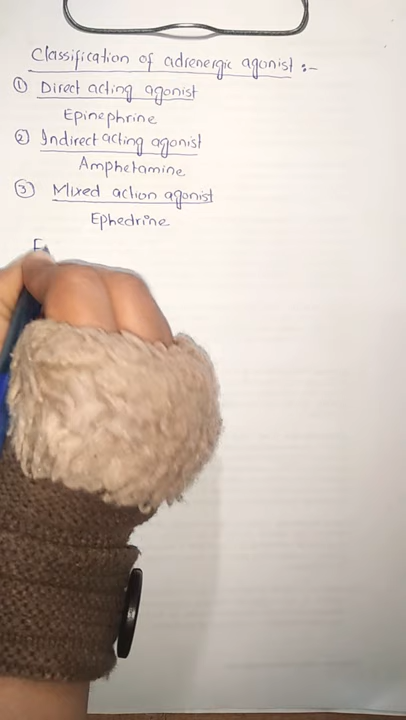 Classification of adrenergic agonist :-
① Direct acting agonist
Epinephrine
② Indirect acting agonist
Amphetamine
③ Mixed action agonist
Ephedrine